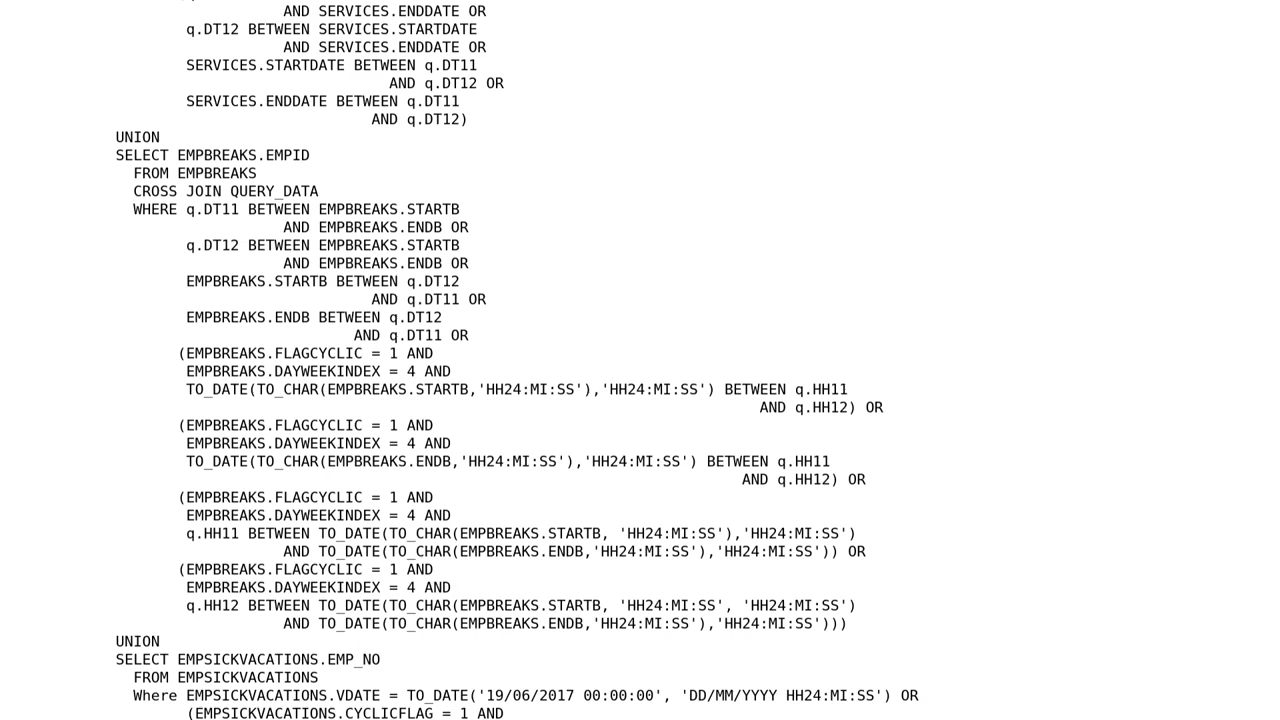 AND SERVICES.ENDDATE OR
q.DT12 BETWEEN SERVICES.STARTDATE
AND SERVICES.ENDDATE OR
SERVICES.STARTDATE BETWEEN q.DT11
AND q.DT12 OR
SERVICES.ENDDATE BETWEEN q.DT11
AND q.DT12)
UNION
SELECT EMPBREAKS.EMPID
FROM EMPBREAKS
CROSS JOIN QUERY_DATA
WHERE q.DT11 BETWEEN EMPBREAKS.STARTB
AND EMPBREAKS.ENDB OR
q.DT12 BETWEEN EMPBREAKS.STARTB
AND EMPBREAKS.ENDB OR
EMPBREAKS.STARTB BETWEEN q.DT12
AND q.DT11 OR
EMPBREAKS.ENDB BETWEEN q.DT12
AND q.DT11 OR
(EMPBREAKS.FLAGCYCLIC = 1 AND
EMPBREAKS.DAYWEEKINDEX = 4 AND
TO_DATE(TO_CHAR(EMPBREAKS.STARTB,'HH24:MI:SS'),'HH24:MI:SS') BETWEEN q.HH11
AND q.HH12) OR
(EMPBREAKS.FLAGCYCLIC = 1 AND
EMPBREAKS.DAYWEEKINDEX = 4 AND
TO_DATE(TO_CHAR(EMPBREAKS.ENDB,'HH24:MI:SS'),'HH24:MI:SS') BETWEEN q.HH11
AND q.HH12) OR
(EMPBREAKS.FLAGCYCLIC = 1 AND
EMPBREAKS.DAYWEEKINDEX = 4 AND
q.HH11 BETWEEN TO_DATE(TO_CHAR(EMPBREAKS.STARTB, 'HH24:MI:SS'),'HH24:MI:SS')
AND TO_DATE(TO_CHAR(EMPBREAKS.ENDB,'HH24:MI:SS'),'HH24:MI:SS')) OR
(EMPBREAKS.FLAGCYCLIC = 1 AND
EMPBREAKS.DAYWEEKINDEX = 4 AND
q.HH12 BETWEEN TO_DATE(TO_CHAR(EMPBREAKS.STARTB, 'HH24:MI:SS', 'HH24:MI:SS')
AND TO_DATE(TO_CHAR(EMPBREAKS.ENDB,'HH24:MI:SS'),'HH24:MI:SS')))
UNION
SELECT EMPSICKVACATIONS.EMP_NO
FROM EMPSICKVACATIONS
Where EMPSICKVACATIONS.VDATE = TO_DATE('19/06/2017 00:00:00', 'DD/MM/YYYY HH24:MI:SS') OR
(EMPSICKVACATIONS.CYCLICFLAG = 1 AND